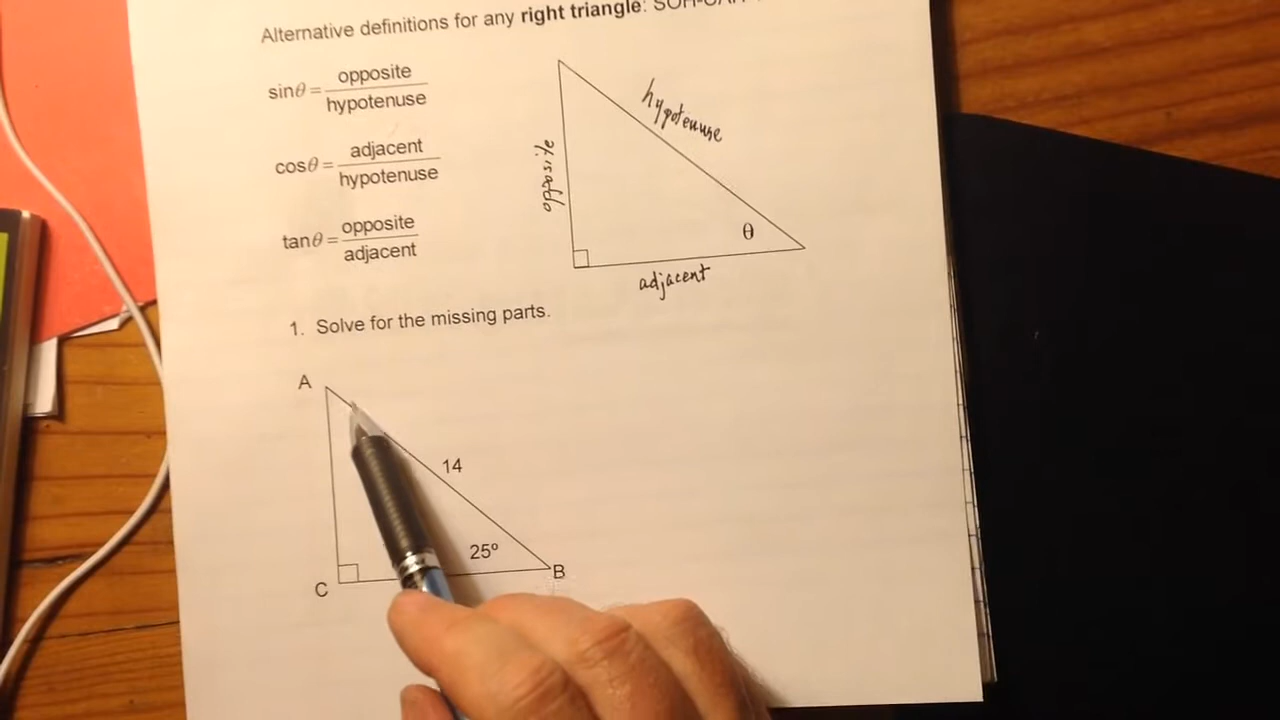 Alternative definitions for any right triangle:
sinθ = opposite
hypotenuse
hypotenuse
cosθ = adjacent
hypotenuse
opposite
tanθ = opposite
adjacent
θ
adjacent
1. Solve for the missing parts.
A
14
25º
B
C